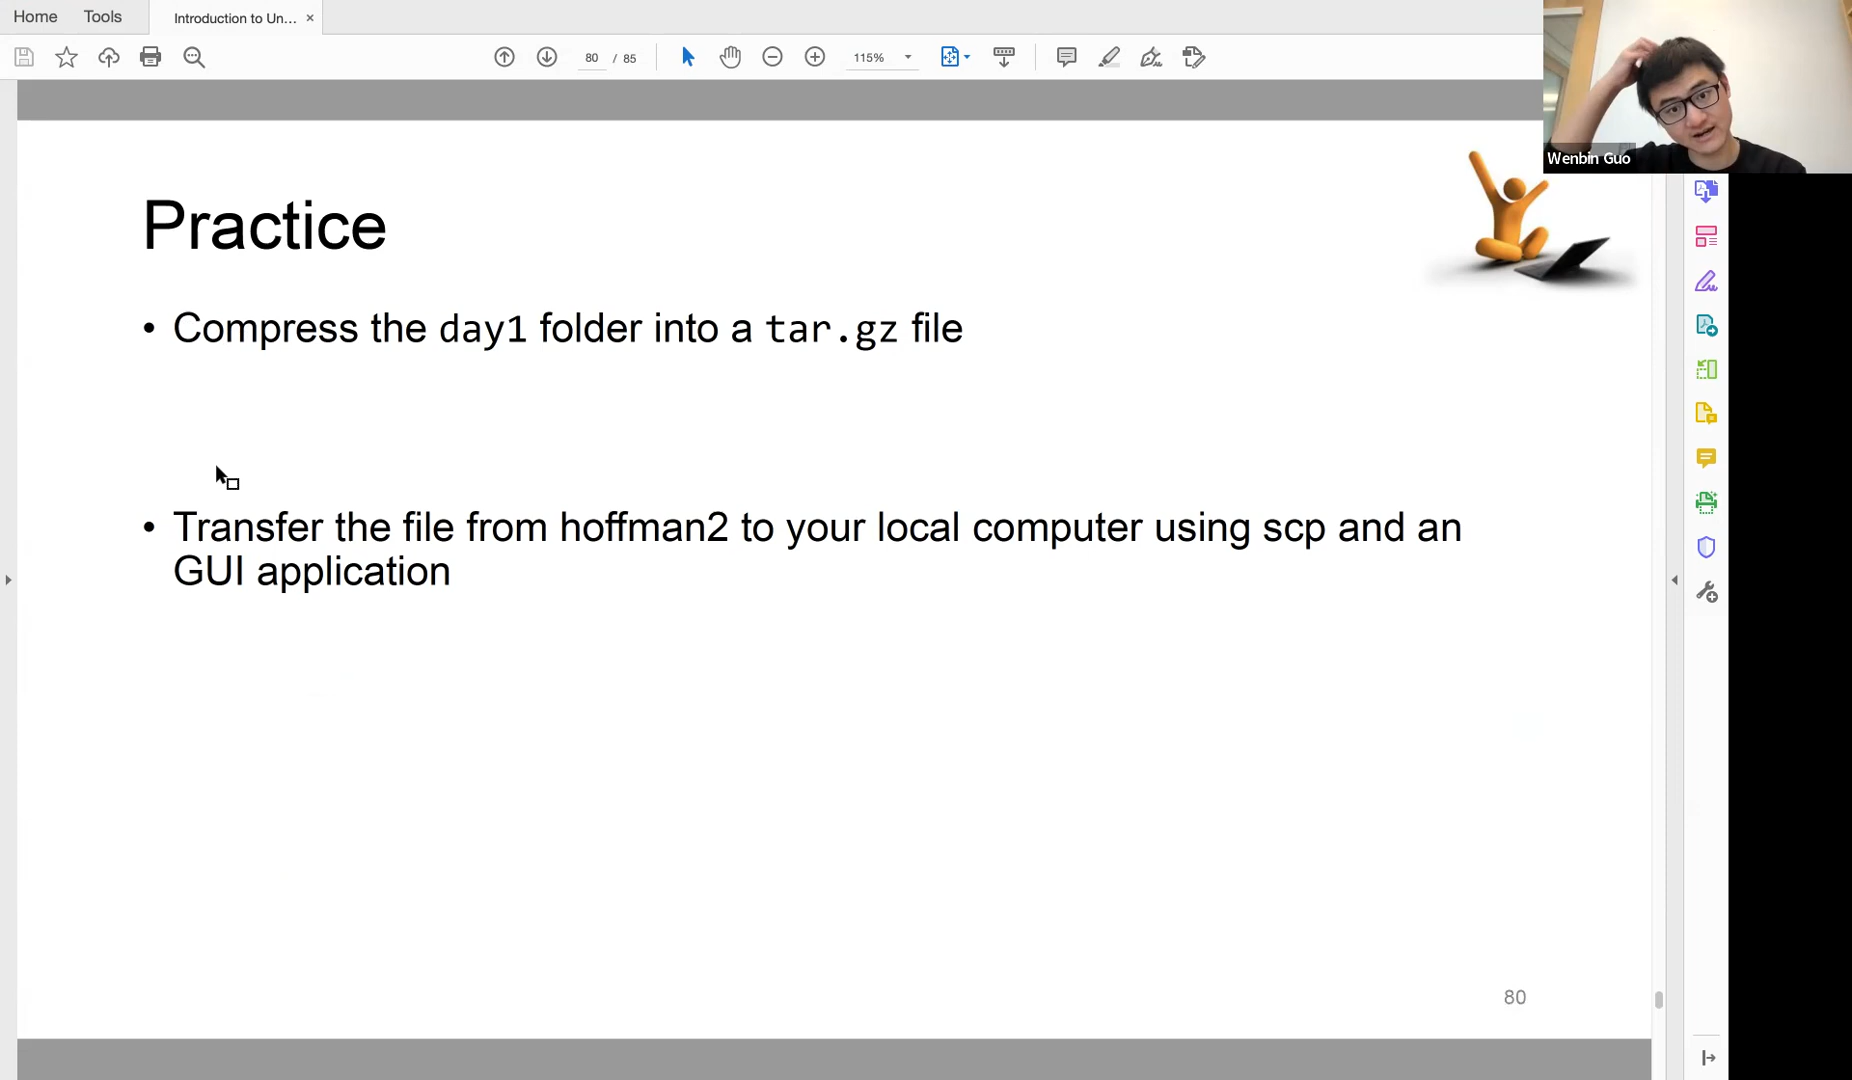 Home Tools Introduction to Un... ×
80 / 85 115%
Wenbin Guo
Practice
• Compress the day1 folder into a tar.gz file
• Transfer the file from hoffman2 to your local computer using scp and an
GUI application
80